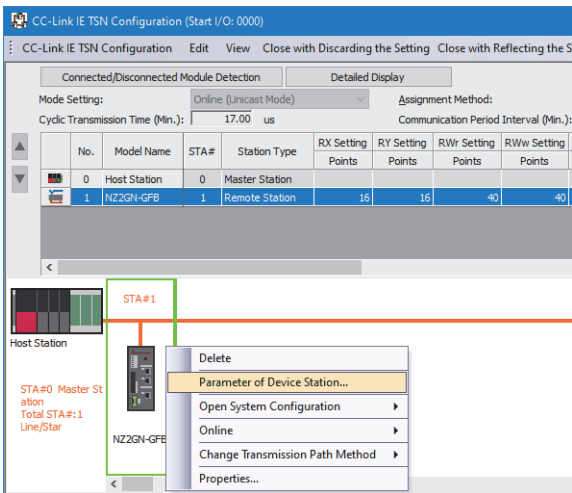 CC-Link IE TSN Configuration (Start I/O: 0000)
CC-Link IE TSN Configuration Edit View Close with Discarding the Setting Close with Reflecting the S
Connected/Disconnected Module Detection Detailed Display
Mode Setting: Online (Unicast Mode) Assignment Method:
Cyclic Transmission Time (Min.): 17.00 us Communication Period Interval (Min.):
No. Model Name STA# Station Type RX Setting RY Setting RWr Setting RWw Setting
Points Points Points Points
0 Host Station 0 Master Station
1 NZ2GN-GFB 1 Remote Station 16 16 40 40
STA#1
Host Station
STA#0 Master St
ation
Total STA#:1
Line/Star
NZ2GN-GFB
Delete
Parameter of Device Station...
Open System Configuration
Online
Change Transmission Path Method
Properties...